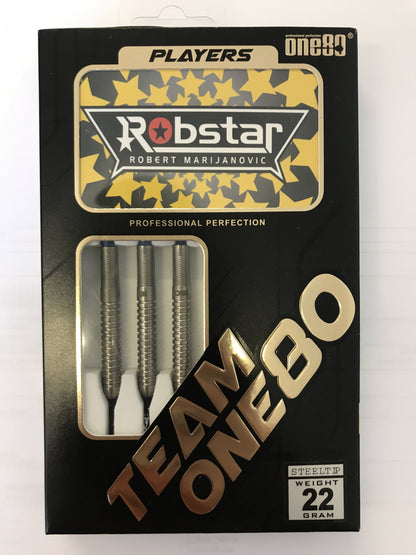 PLAYERS
professional perfection
one80®
Robstar
ROBERT MARIJANOVIC
PROFESSIONAL PERFECTION
TEAM
ONE80
STEELTIP
WEIGHT
22
GRAM